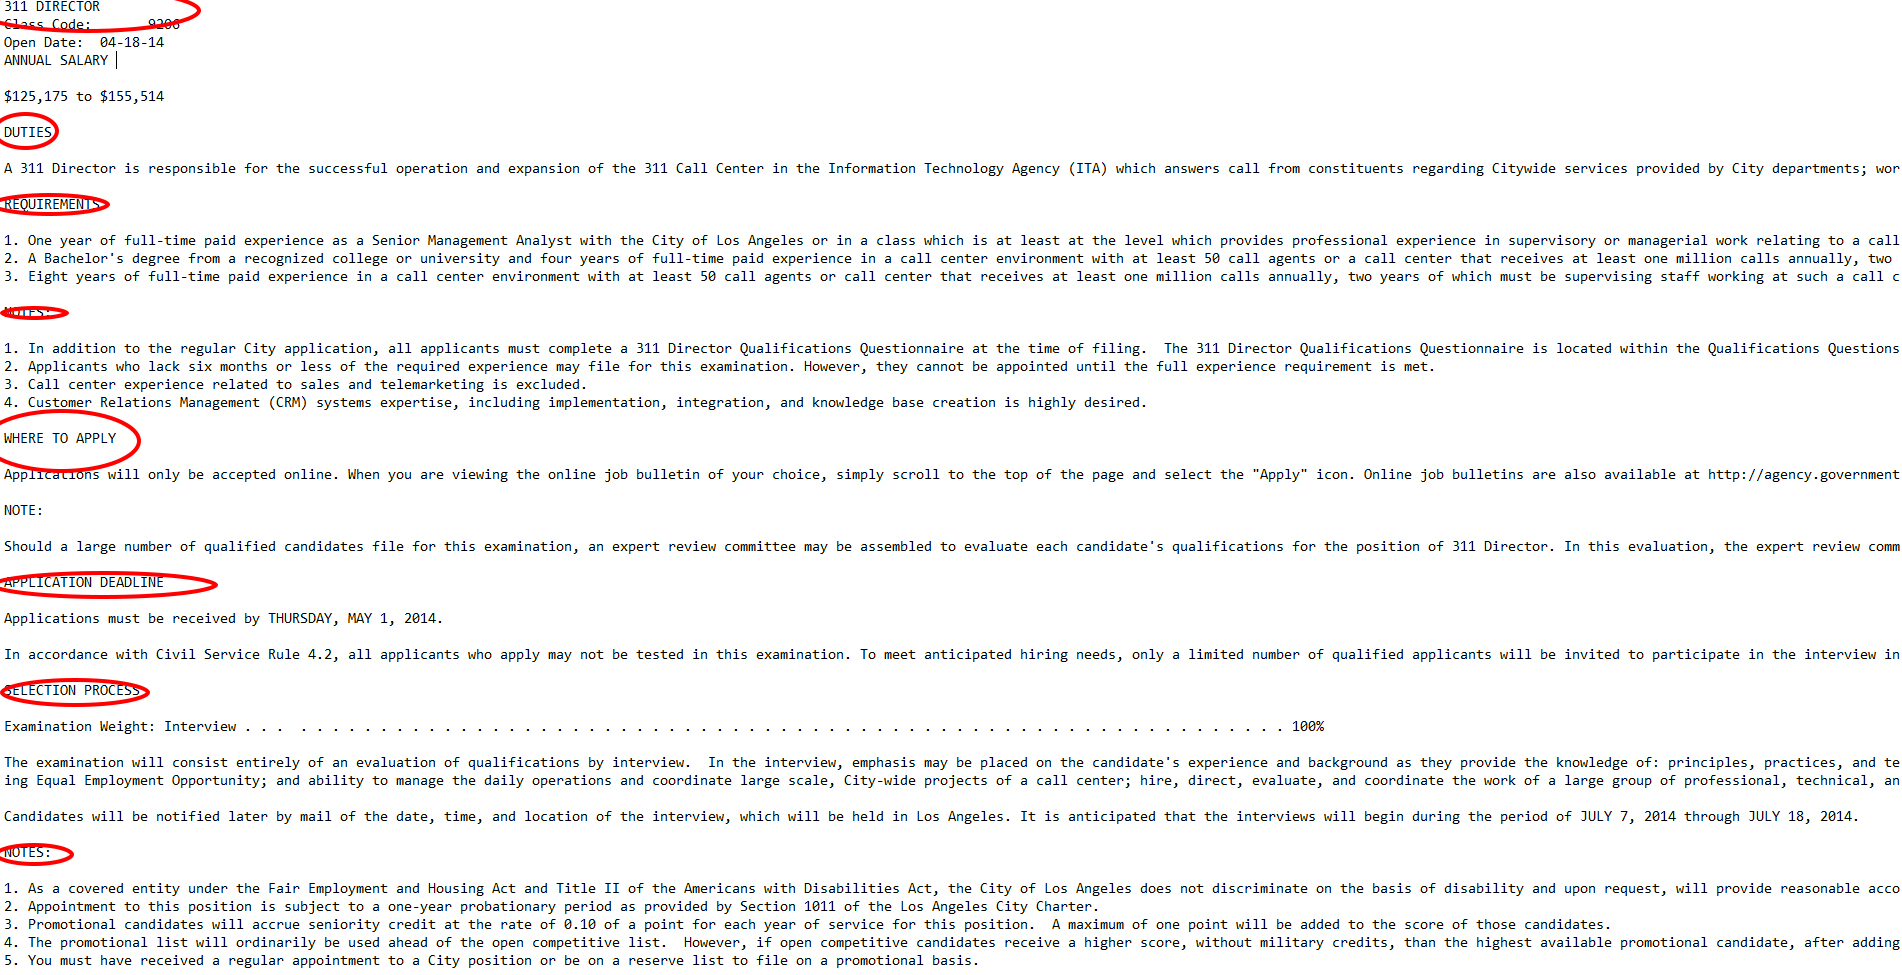 311 DIRECTOR
Class Code:       9206
Open Date:  04-18-14
ANNUAL SALARY
$125,175 to $155,514
DUTIES
A 311 Director is responsible for the successful operation and expansion of the 311 Call Center in the Information Technology Agency (ITA) which answers call from constituents regarding Citywide services provided by City departments; wor
REQUIREMENTS
1. One year of full-time paid experience as a Senior Management Analyst with the City of Los Angeles or in a class which is at least at the level which provides professional experience in supervisory or managerial work relating to a call
2. A Bachelor's degree from a recognized college or university and four years of full-time paid experience in a call center environment with at least 50 call agents or a call center that receives at least one million calls annually, two
3. Eight years of full-time paid experience in a call center environment with at least 50 call agents or call center that receives at least one million calls annually, two years of which must be supervising staff working at such a call c
NOTES:
1. In addition to the regular City application, all applicants must complete a 311 Director Qualifications Questionnaire at the time of filing.  The 311 Director Qualifications Questionnaire is located within the Qualifications Questions
2. Applicants who lack six months or less of the required experience may file for this examination. However, they cannot be appointed until the full experience requirement is met.
3. Call center experience related to sales and telemarketing is excluded.
4. Customer Relations Management (CRM) systems expertise, including implementation, integration, and knowledge base creation is highly desired.
WHERE TO APPLY
Applications will only be accepted online. When you are viewing the online job bulletin of your choice, simply scroll to the top of the page and select the "Apply" icon. Online job bulletins are also available at http://agency.government
NOTE:
Should a large number of qualified candidates file for this examination, an expert review committee may be assembled to evaluate each candidate's qualifications for the position of 311 Director. In this evaluation, the expert review comm
APPLICATION DEADLINE
Applications must be received by THURSDAY, MAY 1, 2014.
In accordance with Civil Service Rule 4.2, all applicants who apply may not be tested in this examination. To meet anticipated hiring needs, only a limited number of qualified applicants will be invited to participate in the interview in
SELECTION PROCESS
Examination Weight: Interview . . .  . . . . . . . . . . . . . . . . . . . . . . . . . . . . . . . . . . . . . . . . . . . . . . . . . . . . . . . . . . . . . . 100%
The examination will consist entirely of an evaluation of qualifications by interview.  In the interview, emphasis may be placed on the candidate's experience and background as they provide the knowledge of: principles, practices, and te
ing Equal Employment Opportunity; and ability to manage the daily operations and coordinate large scale, City-wide projects of a call center; hire, direct, evaluate, and coordinate the work of a large group of professional, technical, an
Candidates will be notified later by mail of the date, time, and location of the interview, which will be held in Los Angeles. It is anticipated that the interviews will begin during the period of JULY 7, 2014 through JULY 18, 2014.
NOTES:
1. As a covered entity under the Fair Employment and Housing Act and Title II of the Americans with Disabilities Act, the City of Los Angeles does not discriminate on the basis of disability and upon request, will provide reasonable acco
2. Appointment to this position is subject to a one-year probationary period as provided by Section 1011 of the Los Angeles City Charter.
3. Promotional candidates will accrue seniority credit at the rate of 0.10 of a point for each year of service for this position.  A maximum of one point will be added to the score of those candidates.
4. The promotional list will ordinarily be used ahead of the open competitive list.  However, if open competitive candidates receive a higher score, without military credits, than the highest available promotional candidate, after adding
5. You must have received a regular appointment to a City position or be on a reserve list to file on a promotional basis.